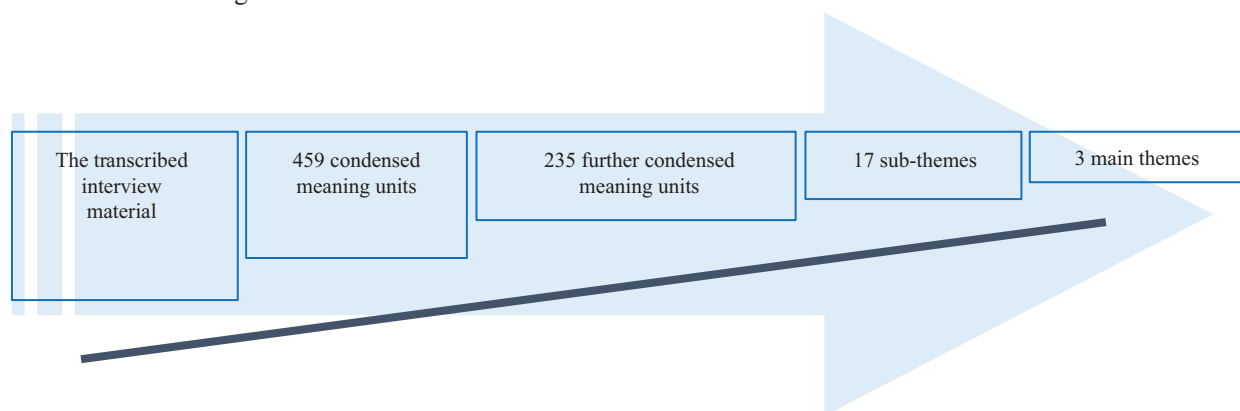 The transcribed
interview
material
459 condensed
meaning units
235 further condensed
meaning units
17 sub-themes
3 main themes